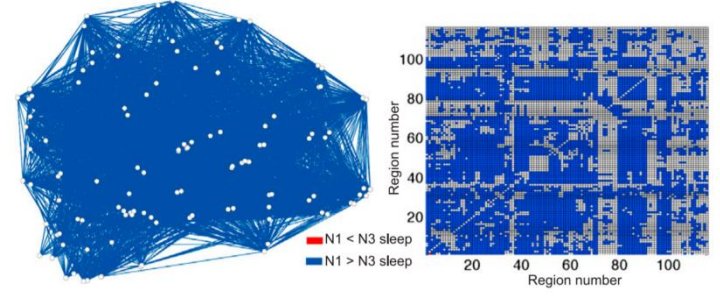 N1 < N3 sleep
N1 > N3 sleep
Region number
100
80
60
40
20
20 40 60 80 100
Region number